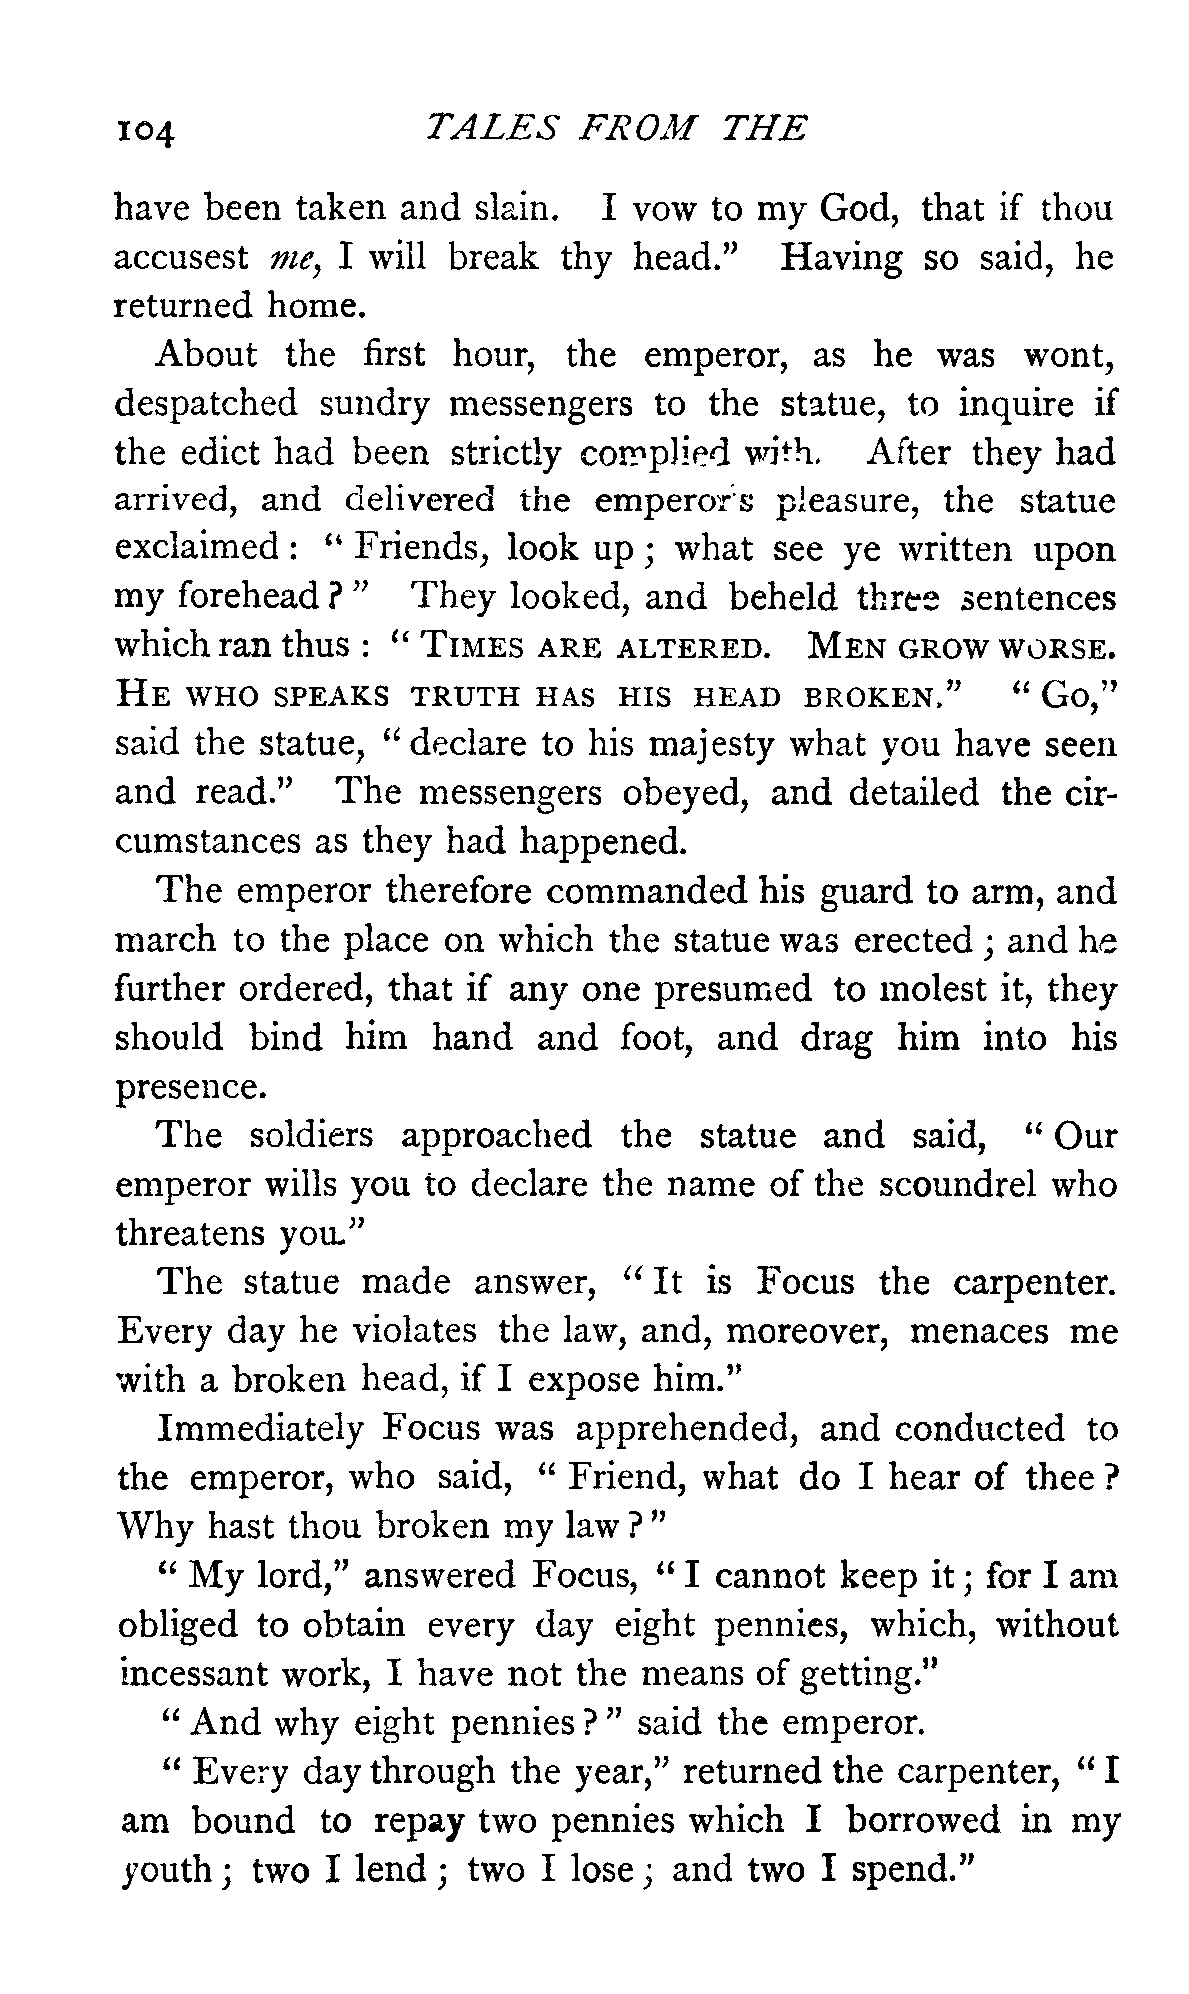 104 TALES FROM THE
have been taken and slain. I vow to my God, that if thou
accusest me, I will break thy head." Having so said, he
returned home.
About the first hour, the emperor, as he was wont,
despatched sundry messengers to the statue, to inquire if
the edict had been strictly complied with. After they had
arrived, and delivered the emperor's pleasure, the statue
exclaimed : " Friends, look up ; what see ye written upon
my forehead ? " They looked, and beheld three sentences
which ran thus : " TIMES ARE ALTERED. MEN GROW WORSE.
HE WHO SPEAKS TRUTH HAS HIS HEAD BROKEN." " Go,"
said the statue, " declare to his majesty what you have seen
and read." The messengers obeyed, and detailed the cir-
cumstances as they had happened.
The emperor therefore commanded his guard to arm, and
march to the place on which the statue was erected ; and he
further ordered, that if any one presumed to molest it, they
should bind him hand and foot, and drag him into his
presence.
The soldiers approached the statue and said, " Our
emperor wills you to declare the name of the scoundrel who
threatens you."
The statue made answer, " It is Focus the carpenter.
Every day he violates the law, and, moreover, menaces me
with a broken head, if I expose him."
Immediately Focus was apprehended, and conducted to
the emperor, who said, " Friend, what do I hear of thee ?
Why hast thou broken my law ? "
" My lord," answered Focus, " I cannot keep it ; for I am
obliged to obtain every day eight pennies, which, without
incessant work, I have not the means of getting."
" And why eight pennies ? " said the emperor.
" Every day through the year," returned the carpenter, " I
am bound to repay two pennies which I borrowed in my
youth ; two I lend ; two I lose ; and two I spend."